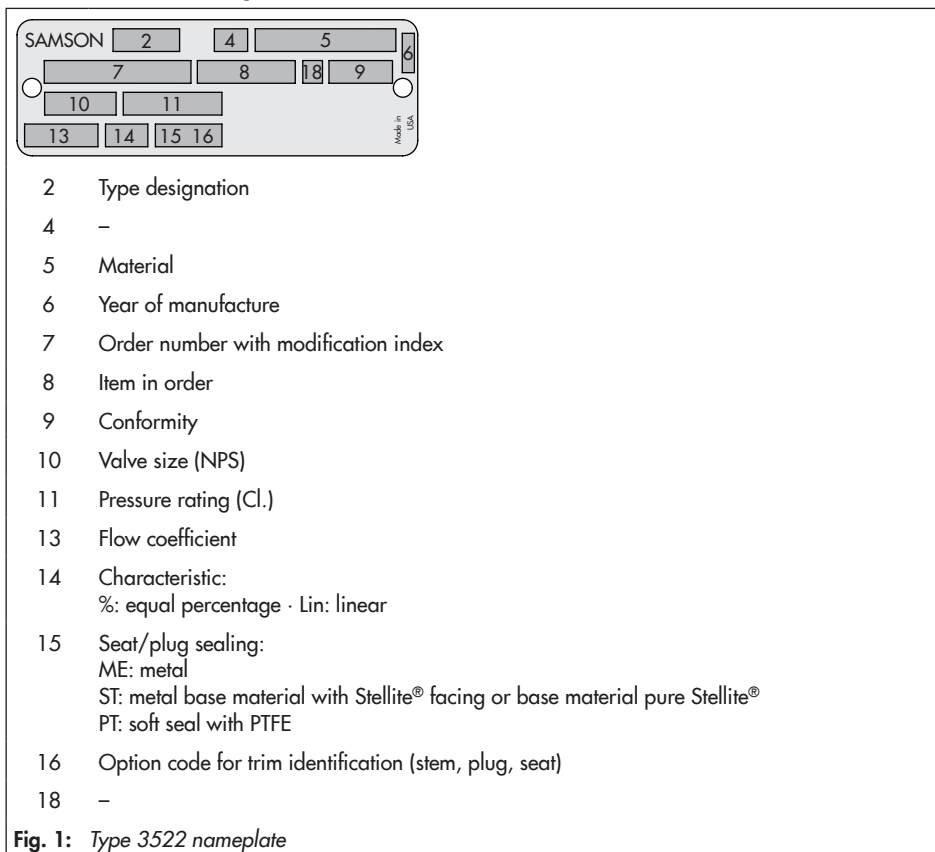 SAMSON 2 4 5 6
7 8 18 9
10 11
13 14 15 16 Made in USA
2 Type designation
4 –
5 Material
6 Year of manufacture
7 Order number with modification index
8 Item in order
9 Conformity
10 Valve size (NPS)
11 Pressure rating (Cl.)
13 Flow coefficient
14 Characteristic:
%: equal percentage · Lin: linear
15 Seat/plug sealing:
ME: metal
ST: metal base material with Stellite® facing or base material pure Stellite®
PT: soft seal with PTFE
16 Option code for trim identification (stem, plug, seat)
18 –
Fig. 1: Type 3522 nameplate